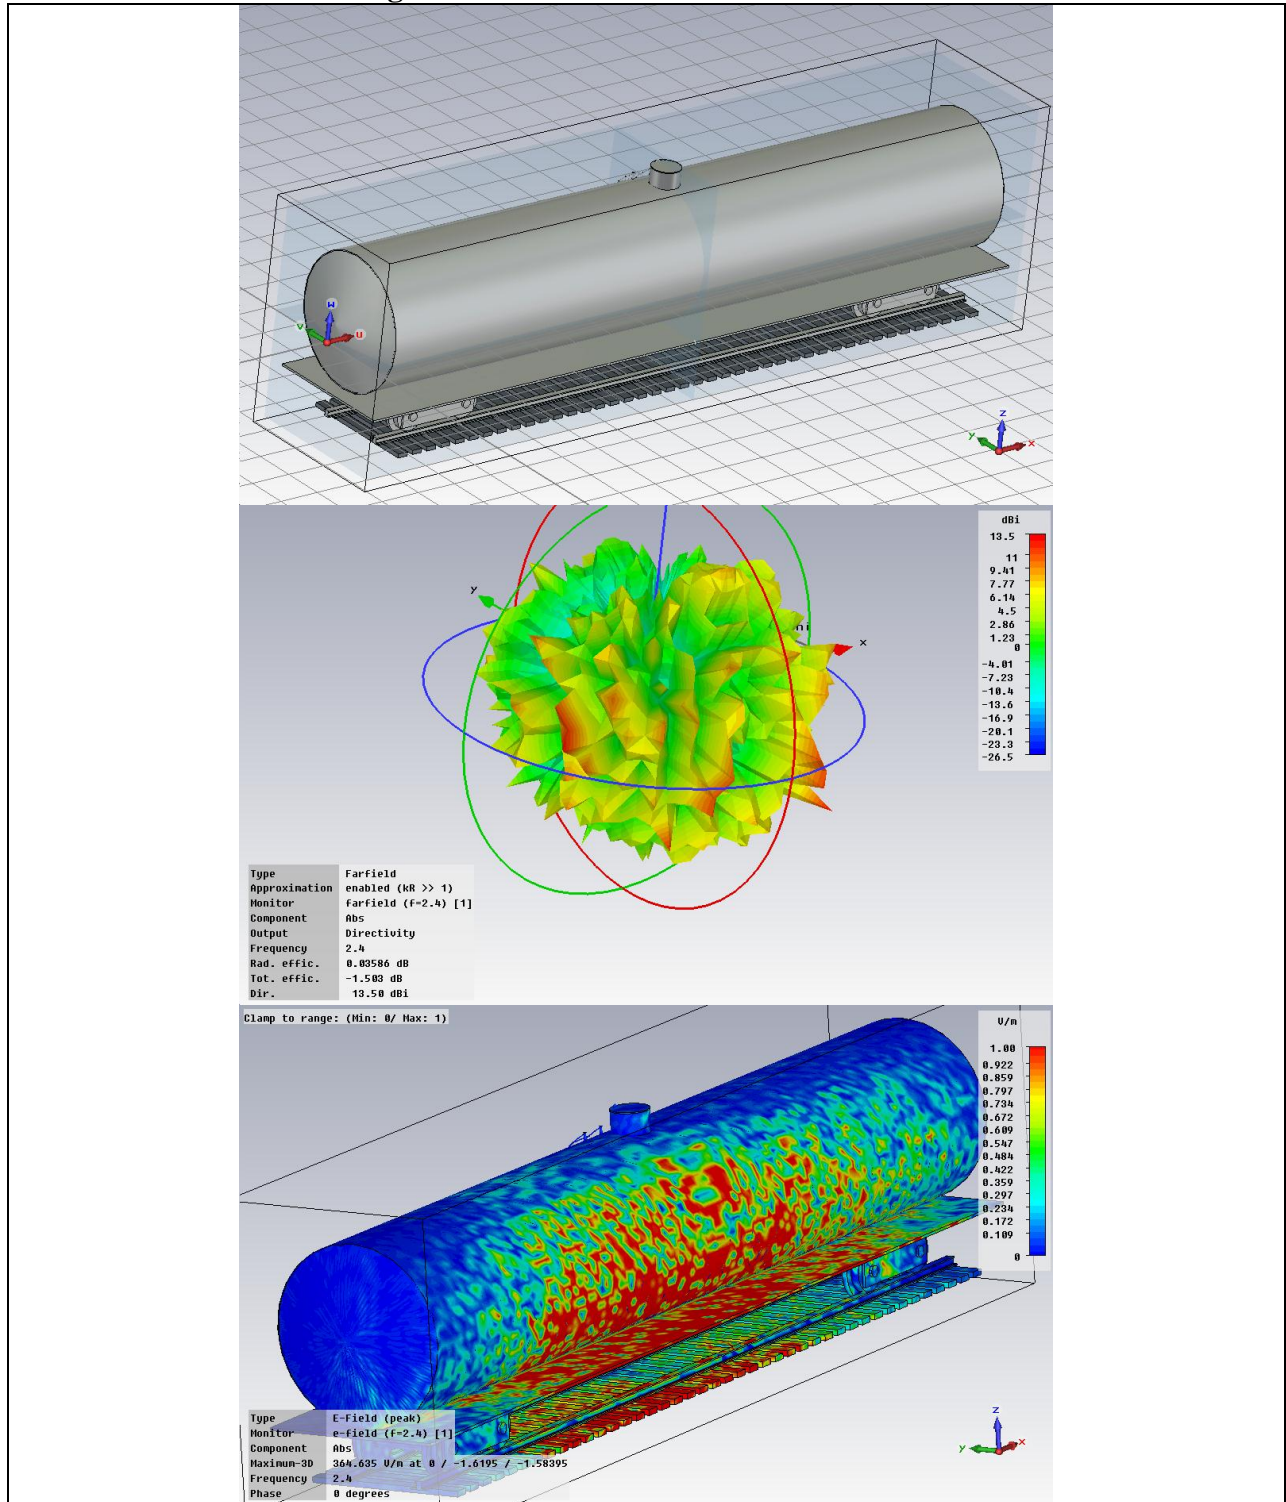 W
V
U
z
y
x
dBi
13.5
11
9.41
7.77
6.14
4.5
2.86
1.23
0
-4.01
-7.23
-10.4
-13.6
-16.9
-20.1
-23.3
-26.5
y
x
Type Farfield
Approximation enabled (kR >> 1)
Monitor farfield (f=2.4) [1]
Component Abs
Output Directivity
Frequency 2.4
Rad. effic. 0.03586 dB
Tot. effic. -1.503 dB
Dir. 13.50 dBi
Clamp to range: (Min: 0/ Max: 1)
V/m
1.00
0.922
0.859
0.797
0.734
0.672
0.609
0.547
0.484
0.422
0.359
0.297
0.234
0.172
0.109
0
Type E-Field (peak)
Monitor e-field (f=2.4) [1]
Component Abs
Maximum-3D 364.635 V/m at 0 / -1.6195 / -1.58395
Frequency 2.4
Phase 0 degrees
z
y
x